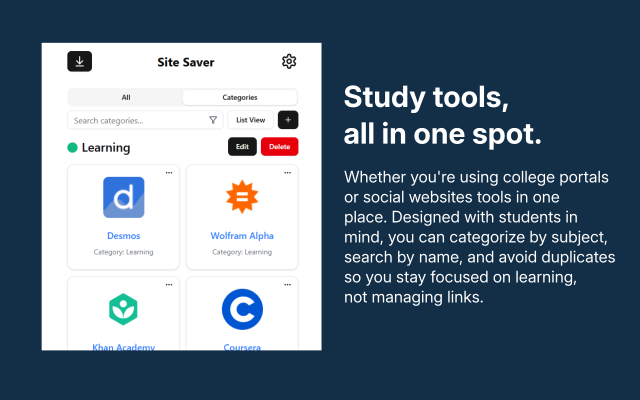 Site Saver
All
Categories
Search categories...
List View
+
Learning
Edit
Delete
...
...
d
Desmos
Wolfram Alpha
Category: Learning
Category: Learning
...
...
C
Khan Academy
Coursera
Study tools,
all in one spot.
Whether you're using college portals
or social websites tools in one
place. Designed with students in
mind, you can categorize by subject,
search by name, and avoid duplicates
so you stay focused on learning,
not managing links.